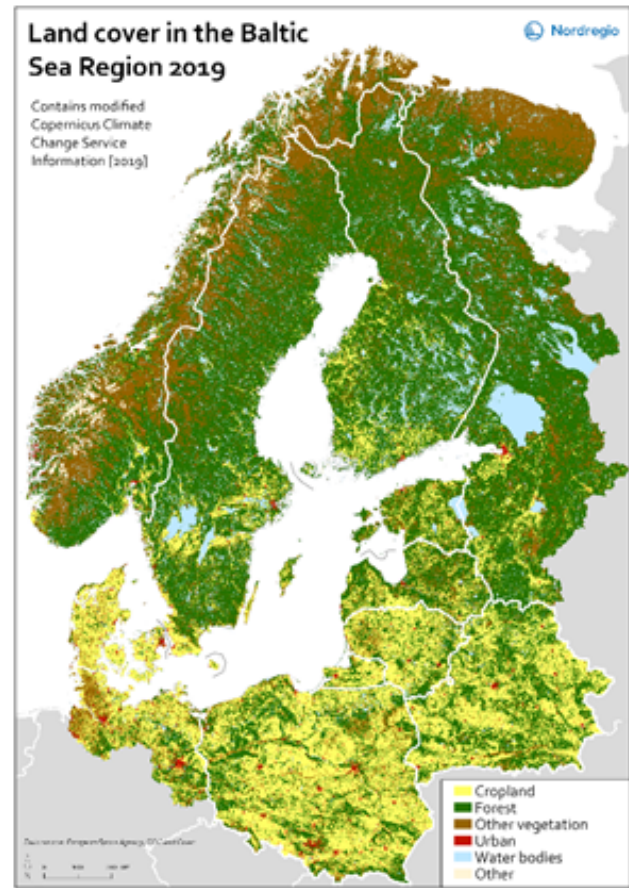 Land cover in the Baltic
Sea Region 2019
Nordregio
Contains modified
Copernicus Climate
Change Service
Information [2019]
Cropland
Forest
Other vegetation
Urban
Water bodies
Other